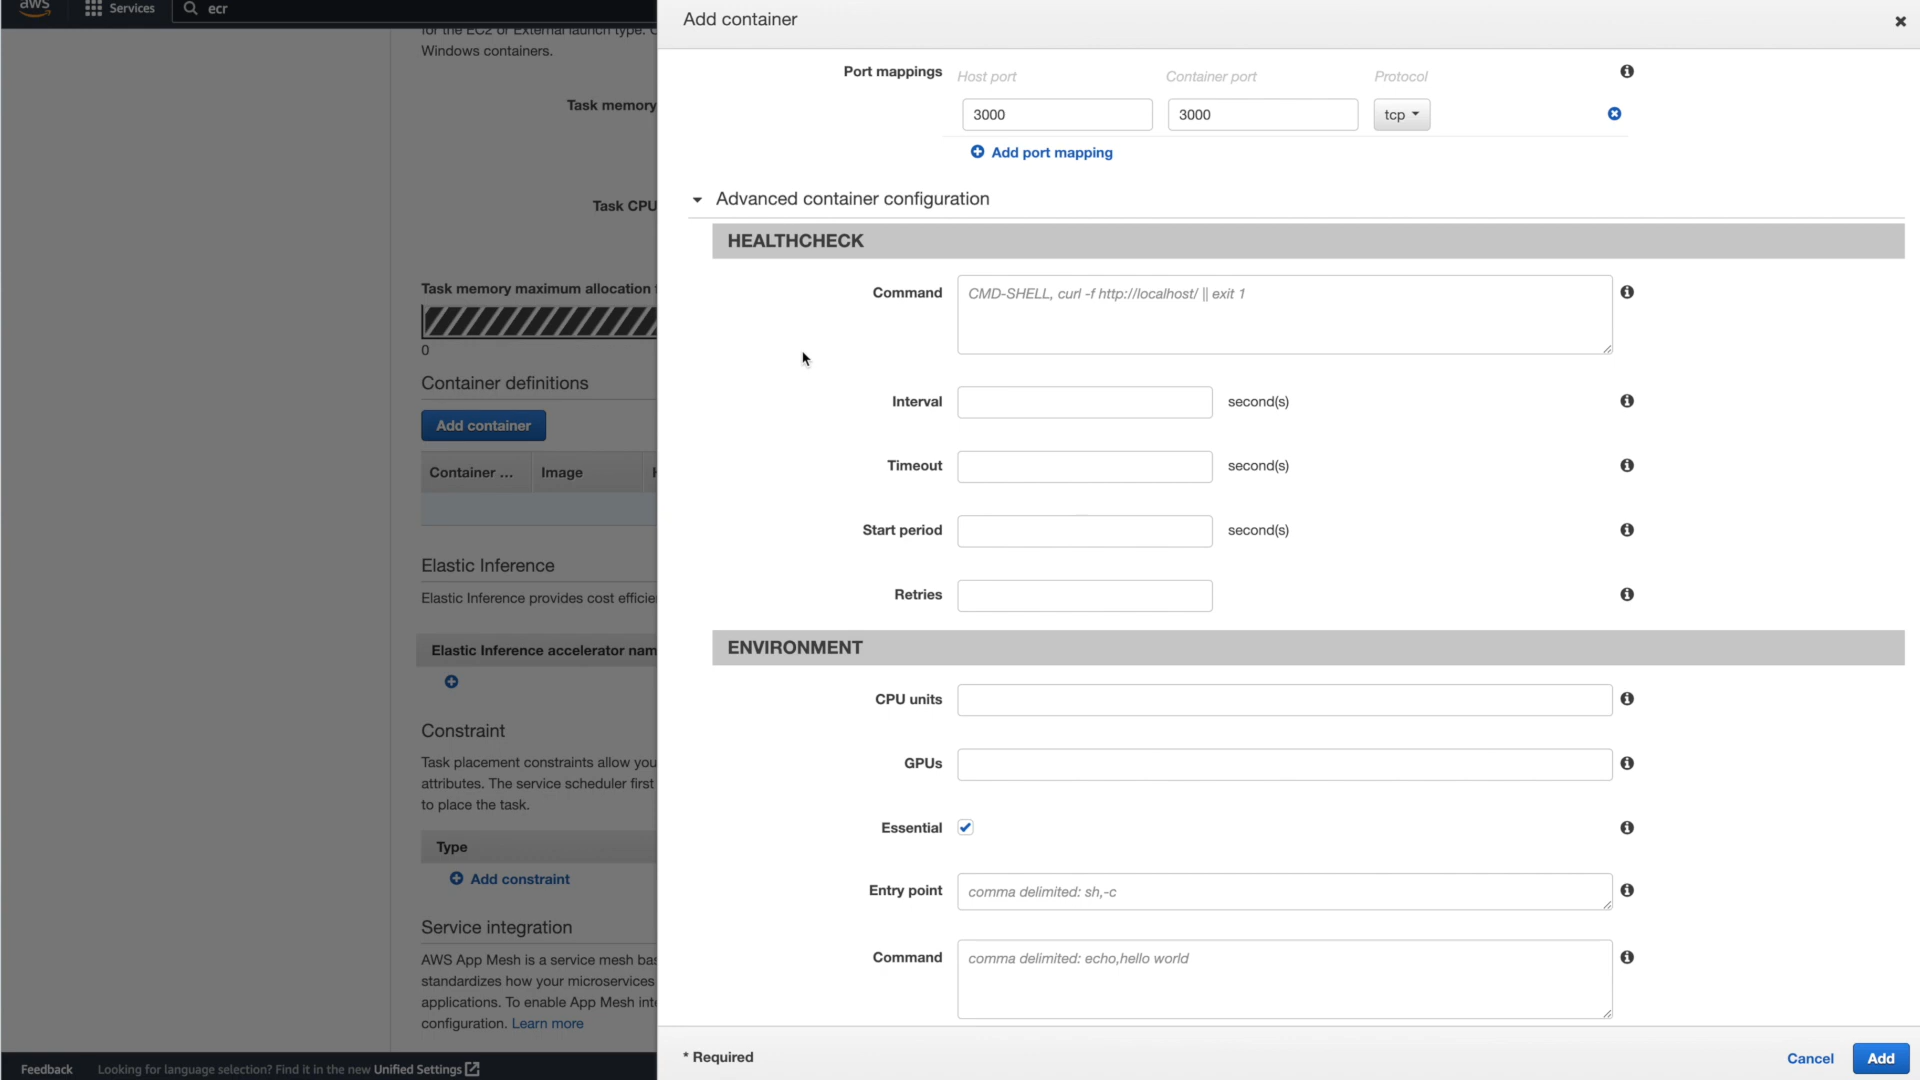 aws
Services
ecr
for the EC2 or External launch type.
Windows containers.
Task memory
Task CPU
Task memory maximum allocation
0
Container definitions
Add container
Container ...
Image
Elastic Inference
Elastic Inference provides cost
Elastic Inference accelerator
Constraint
Task placement constraints allow you
attributes. The service scheduler first
to place the task.
Type
Add constraint
Service integration
AWS App Mesh is a service mesh
standardizes how your microservices
applications. To enable App Mesh
configuration. Learn more
Add container
Port mappings
Host port
Container port
Protocol
3000
3000
tcp
Add port mapping
Advanced container configuration
HEALTHCHECK
Command
CMD-SHELL, curl -f http://localhost/ || exit 1
Interval
second(s)
Timeout
second(s)
Start period
second(s)
Retries
ENVIRONMENT
CPU units
GPUs
Essential
Entry point
comma delimited: sh,-c
Command
comma delimited: echo,hello world
* Required
Cancel
Add
Feedback
Looking for language selection? Find it in the new Unified Settings